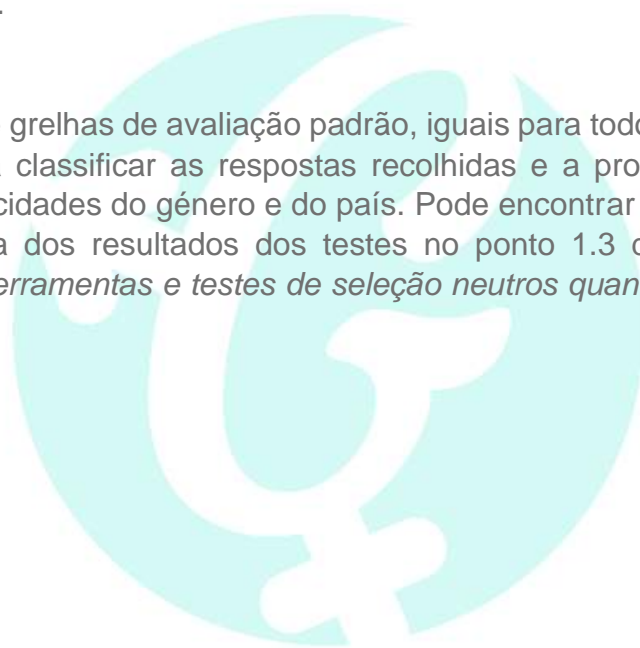 .
grelhas de avaliação padrão, iguais para todo
classificar as respostas recolhidas e a pro
cidades do género e do país. Pode encontrar
dos resultados dos testes no ponto 1.3
erramentas e testes de seleção neutros quan